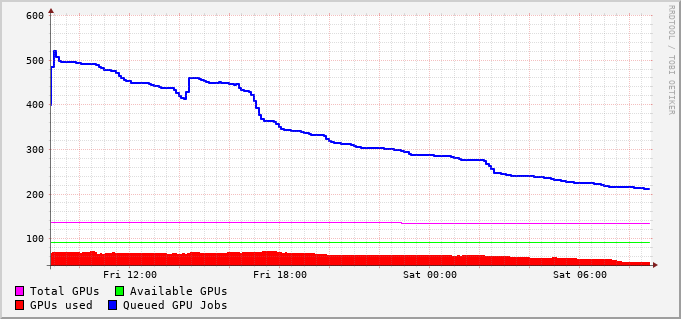 600
500
400
300
200
100
Fri 12:00 Fri 18:00 Sat 00:00 Sat 06:00
Total GPUs Available GPUs
GPUs used Queued GPU Jobs
RRDTOOL / TOBI OETIKER